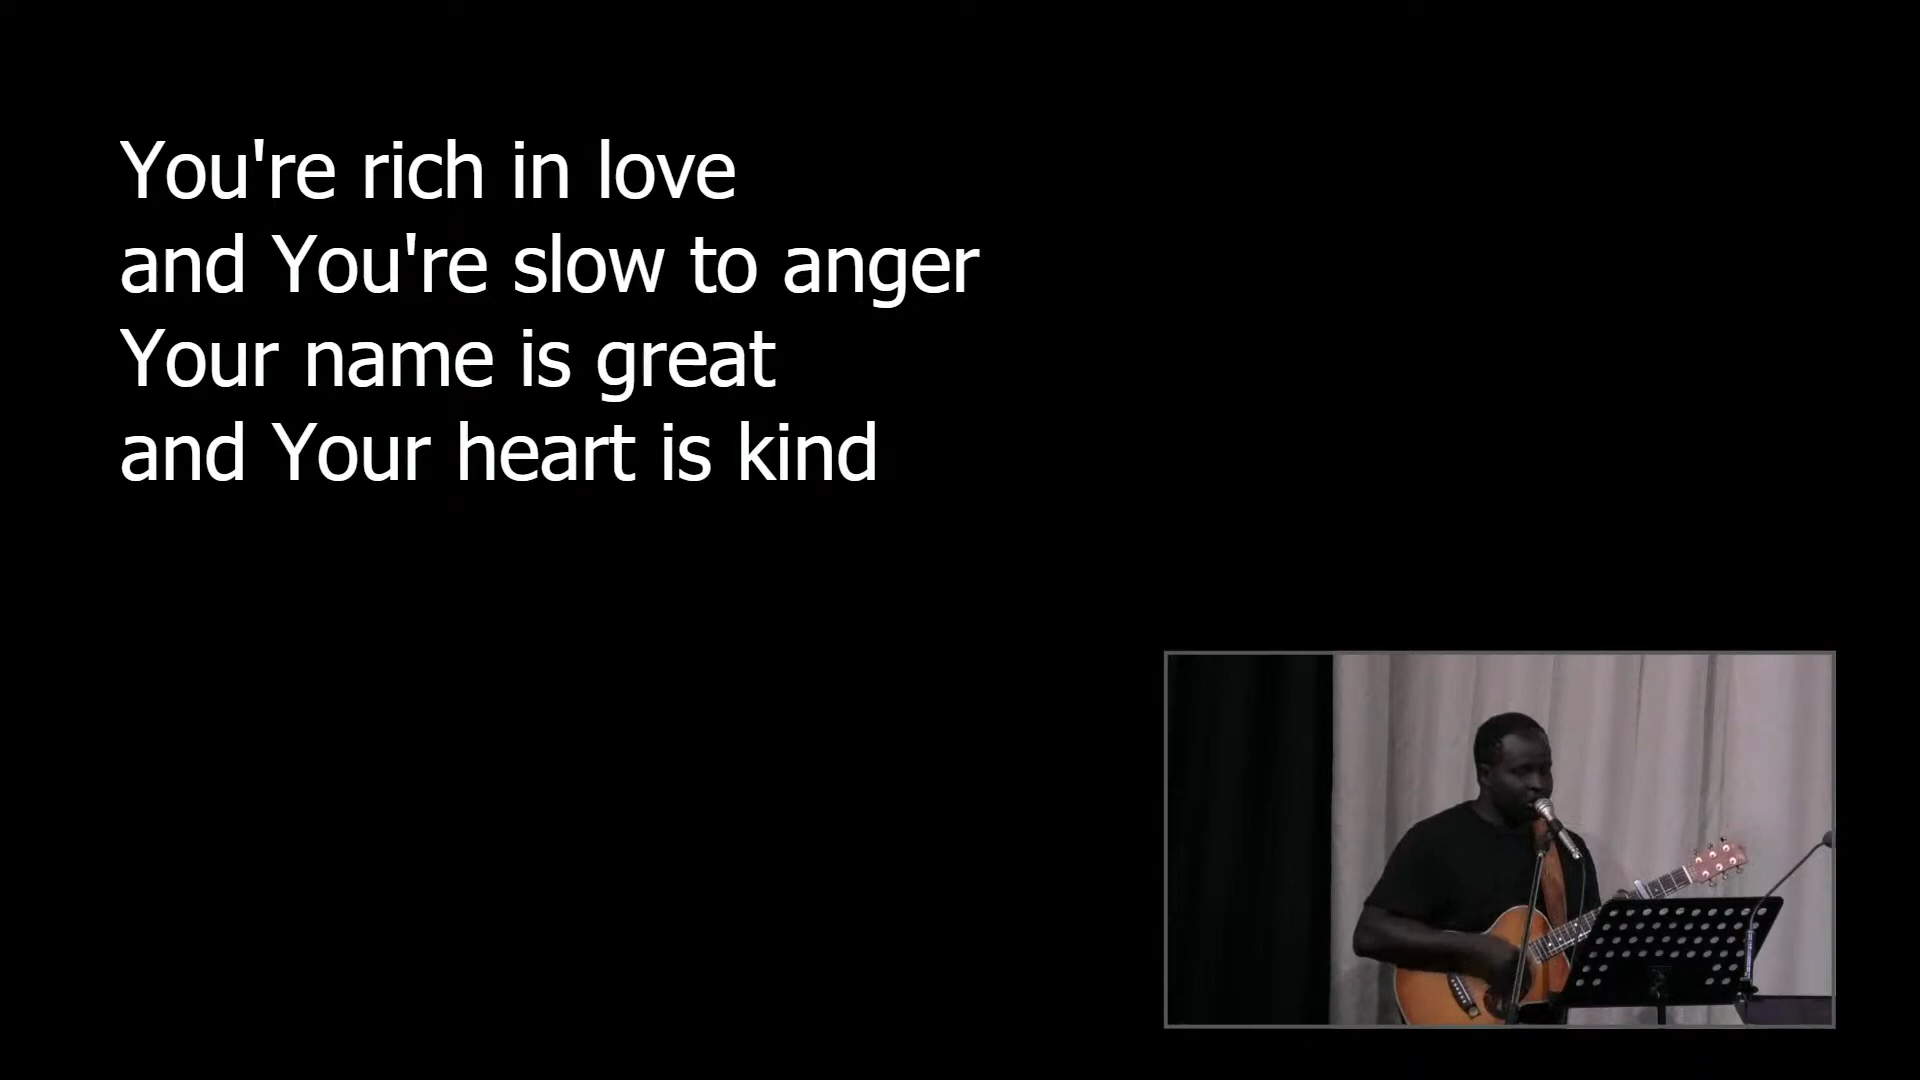 You're rich in love
and You're slow to anger
Your name is great
and Your heart is kind